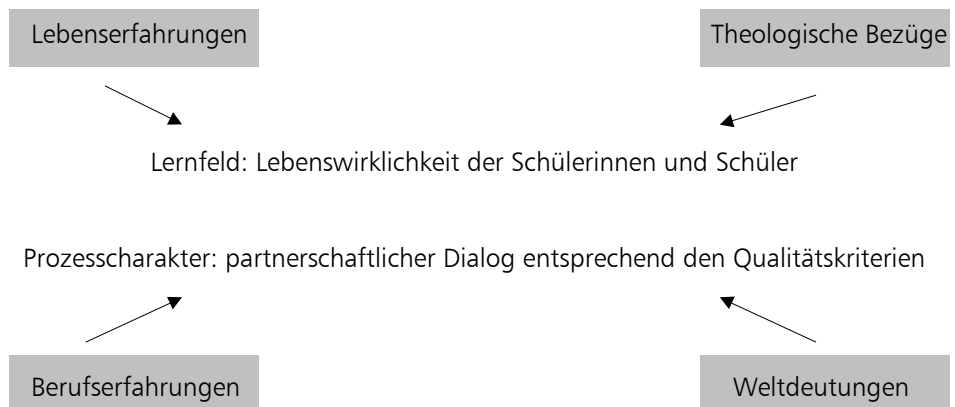 Lebenserfahrungen
Theologische Bezüge
Lernfeld: Lebenswirklichkeit der Schülerinnen und Schüler
Prozesscharakter: partnerschaftlicher Dialog entsprechend den Qualitätskriterien
Berufserfahrungen
Weltdeutungen